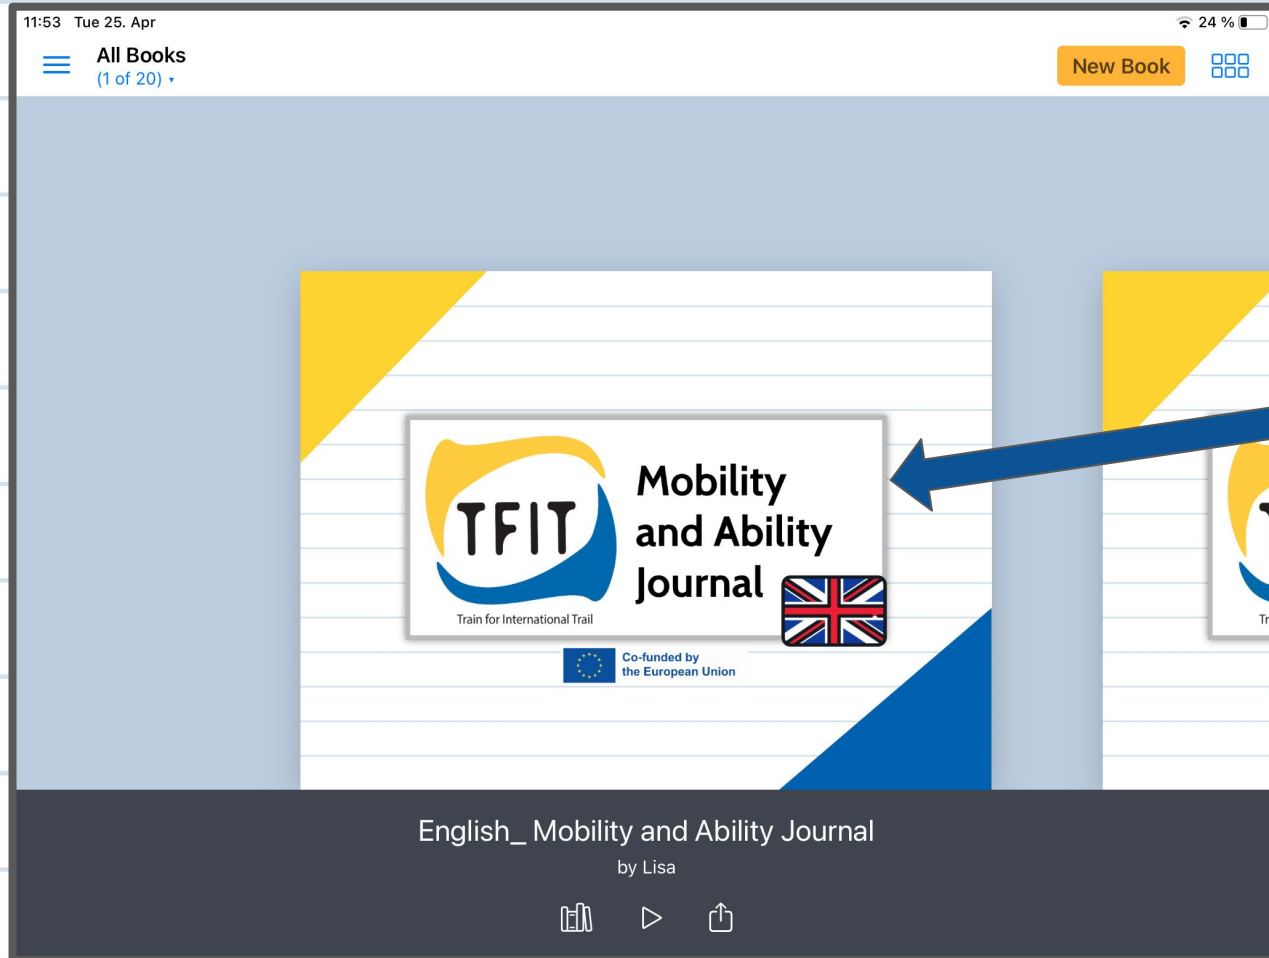 11:53 Tue 25. Apr
24 %
All Books
(1 of 20)
New Book
TFIT
Train for International Trail
Mobility
and Ability
Journal
Co-funded by
the European Union
Tr
English_ Mobility and Ability Journal
by Lisa